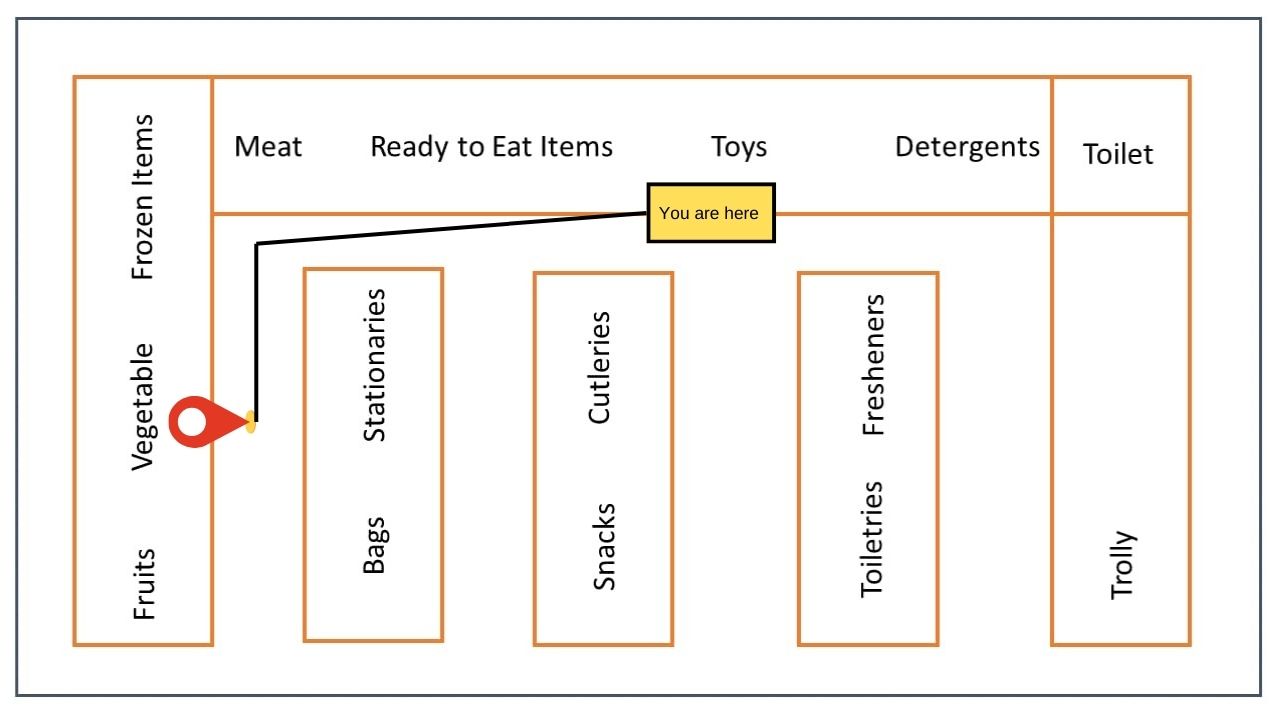 Meat
Ready to Eat Items
Toys
Detergents
Toilet
You are here
Frozen Items
Vegetable
Fruits
Stationaries
Bags
Cutleries
Snacks
Fresheners
Toiletries
Trolly